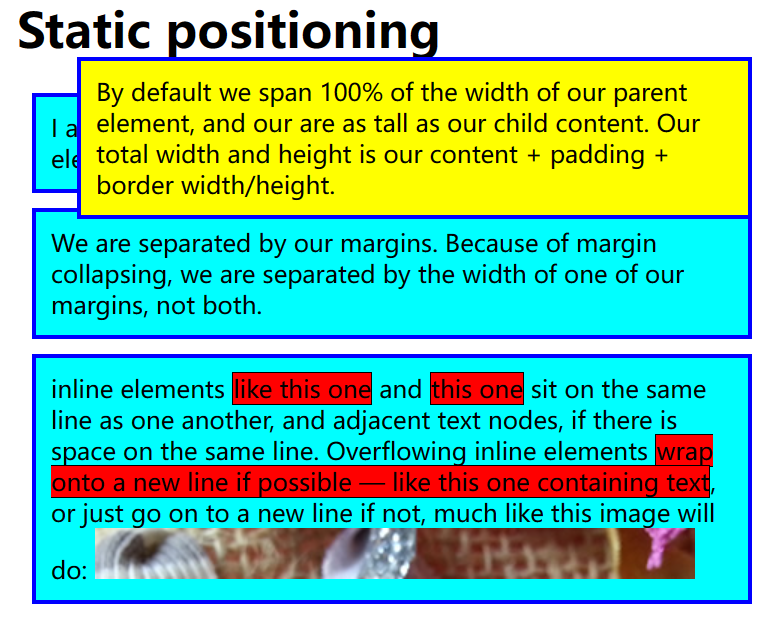 Static positioning
By default we span 100% of the width of our parent
element, and our are as tall as our child content. Our
total width and height is our content + padding +
border width/height.
I a
ele
We are separated by our margins. Because of margin
collapsing, we are separated by the width of one of our
margins, not both.
inline elements like this one and this one sit on the same
line as one another, and adjacent text nodes, if there is
space on the same line. Overflowing inline elements wrap
onto a new line if possible — like this one containing text,
or just go on to a new line if not, much like this image will
do: